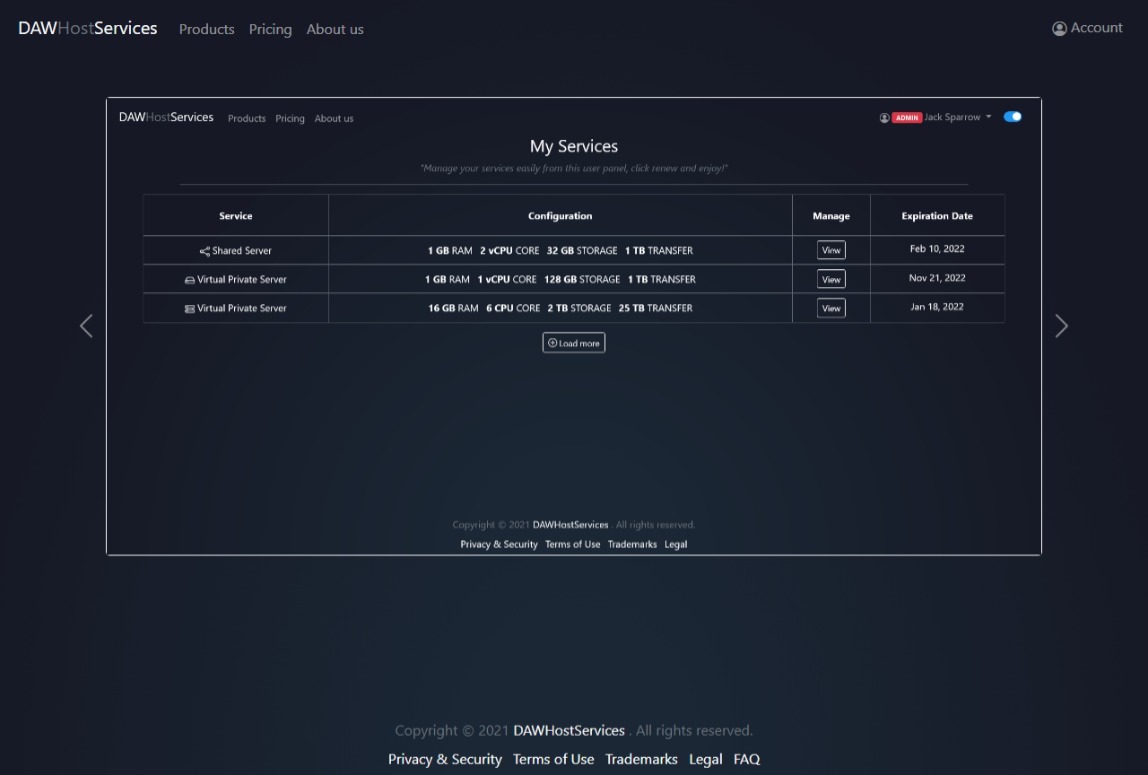 DAWHostServices Products Pricing About us Account
DAWHostServices Products Pricing About us ADMIN Jack Sparrow
My Services
"Manage your services easily from this user panel, click renew and enjoy!"
Service Configuration Manage Expiration Date
Shared Server 1 GB RAM 2 vCPU CORE 32 GB STORAGE 1 TB TRANSFER View Feb 10, 2022
Virtual Private Server 1 GB RAM 1 vCPU CORE 128 GB STORAGE 1 TB TRANSFER View Nov 21, 2022
Virtual Private Server 16 GB RAM 6 CPU CORE 2 TB STORAGE 25 TB TRANSFER View Jan 18, 2022
Load more
Copyright © 2021 DAWHostServices . All rights reserved.
Privacy & Security Terms of Use Trademarks Legal
Copyright © 2021 DAWHostServices . All rights reserved.
Privacy & Security Terms of Use Trademarks Legal FAQ